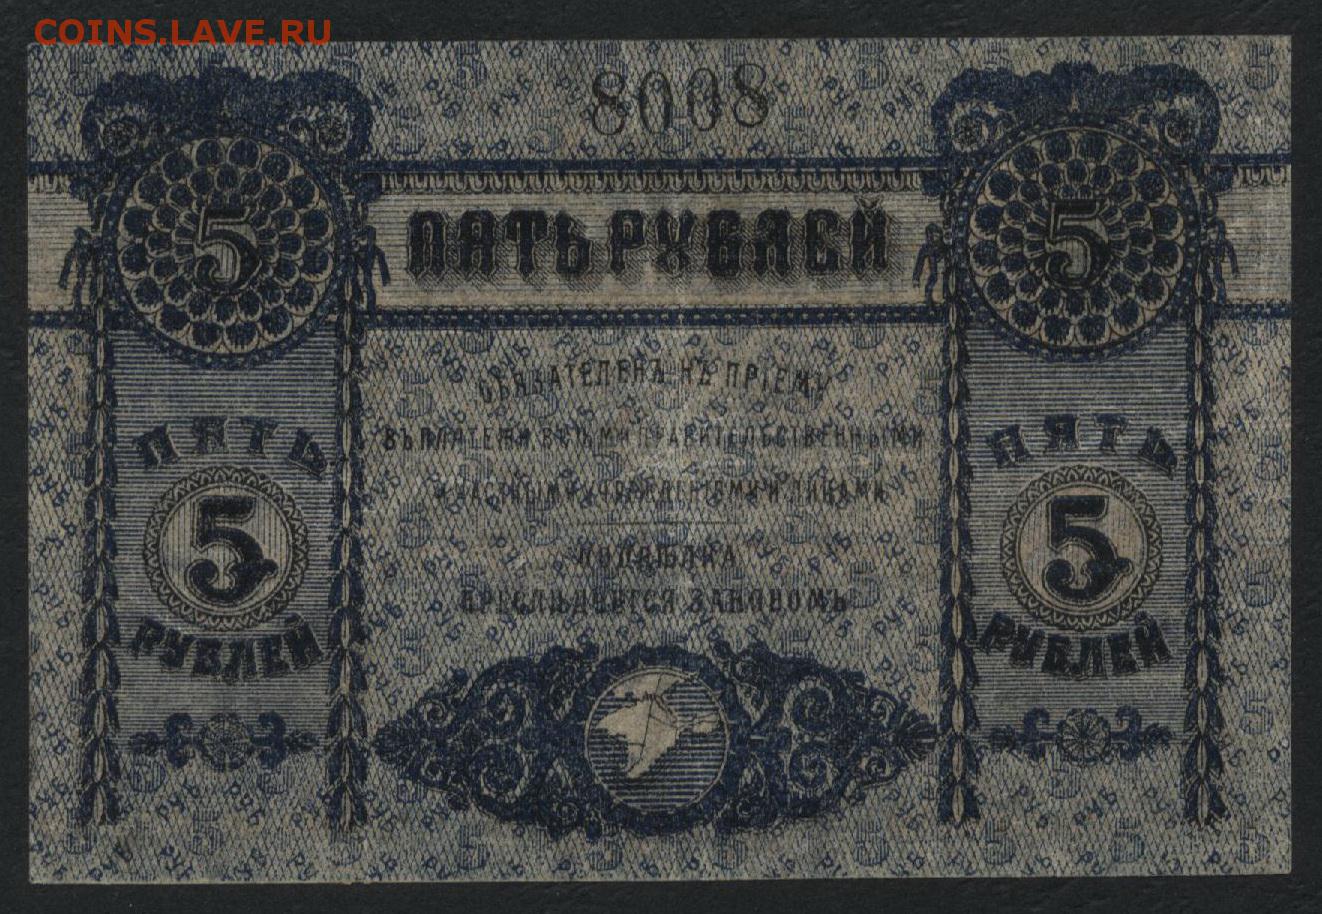 COINS.LAVE.RU
8008
5 5
ПЯТЬ РУБЛЕЙ
ОБЯЗАТЕЛЕНЪ КЪ ПРІЕМУ
ВЪ ПЛАТЕЖИ ВСѢМИ ПРАВИТЕЛЬСТВЕННЫМИ
И ЧАСТНЫМИ УЧРЕЖДЕНІЯМИ И ЛИЦАМИ
ПОДДѢЛКА
ПРЕСЛѢДУЕТСЯ ЗАКОНОМЪ
ПЯТЬ
5
РУБЛЕЙ
ПЯТЬ
5
РУБЛЕЙ